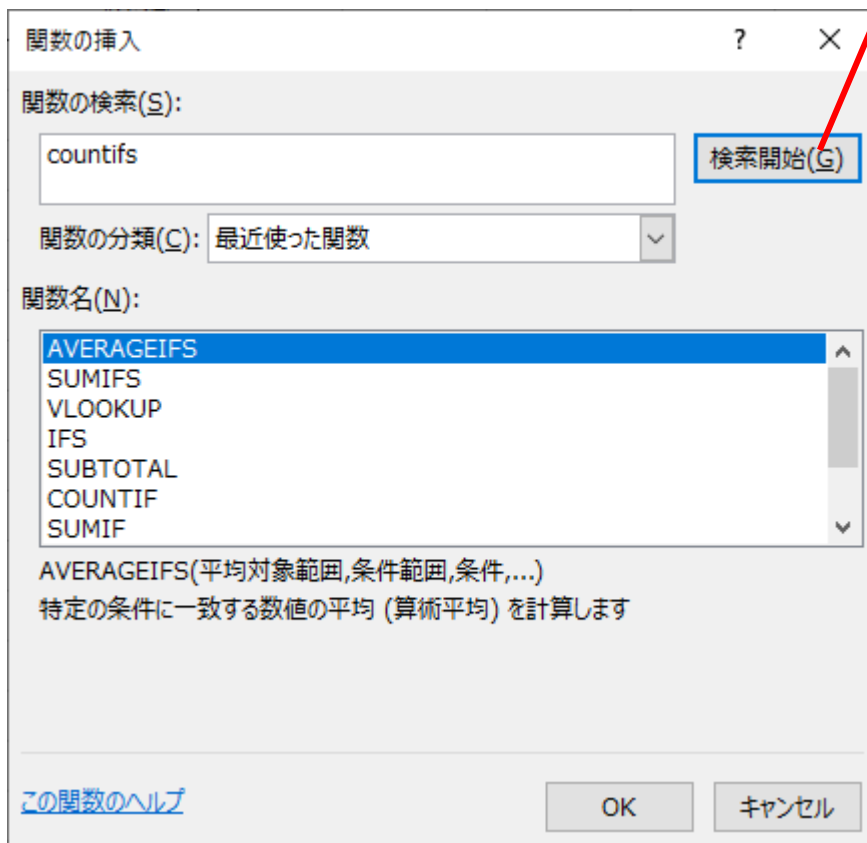 関数の挿入 ?
関数の検索(S):
countifs
検索開始(G)
関数の分類(C): 最近使った関数
関数名(N):
AVERAGEIFS
SUMIFS
VLOOKUP
IFS
SUBTOTAL
COUNTIF
SUMIF
AVERAGEIFS(平均対象範囲,条件範囲,条件,...)
特定の条件に一致する数値の平均 (算術平均) を計算します
この関数のヘルプ
OK
キャンセル